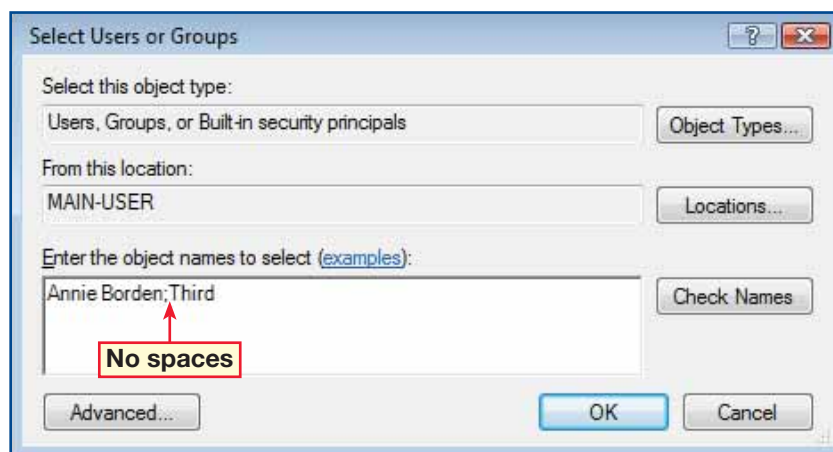 Select Users or Groups
Select this object type:
Users, Groups, or Built-in security principals
Object Types...
From this location:
MAIN-USER
Locations...
Enter the object names to select (examples):
Annie Borden;Third
Check Names
No spaces
Advanced...
OK
Cancel